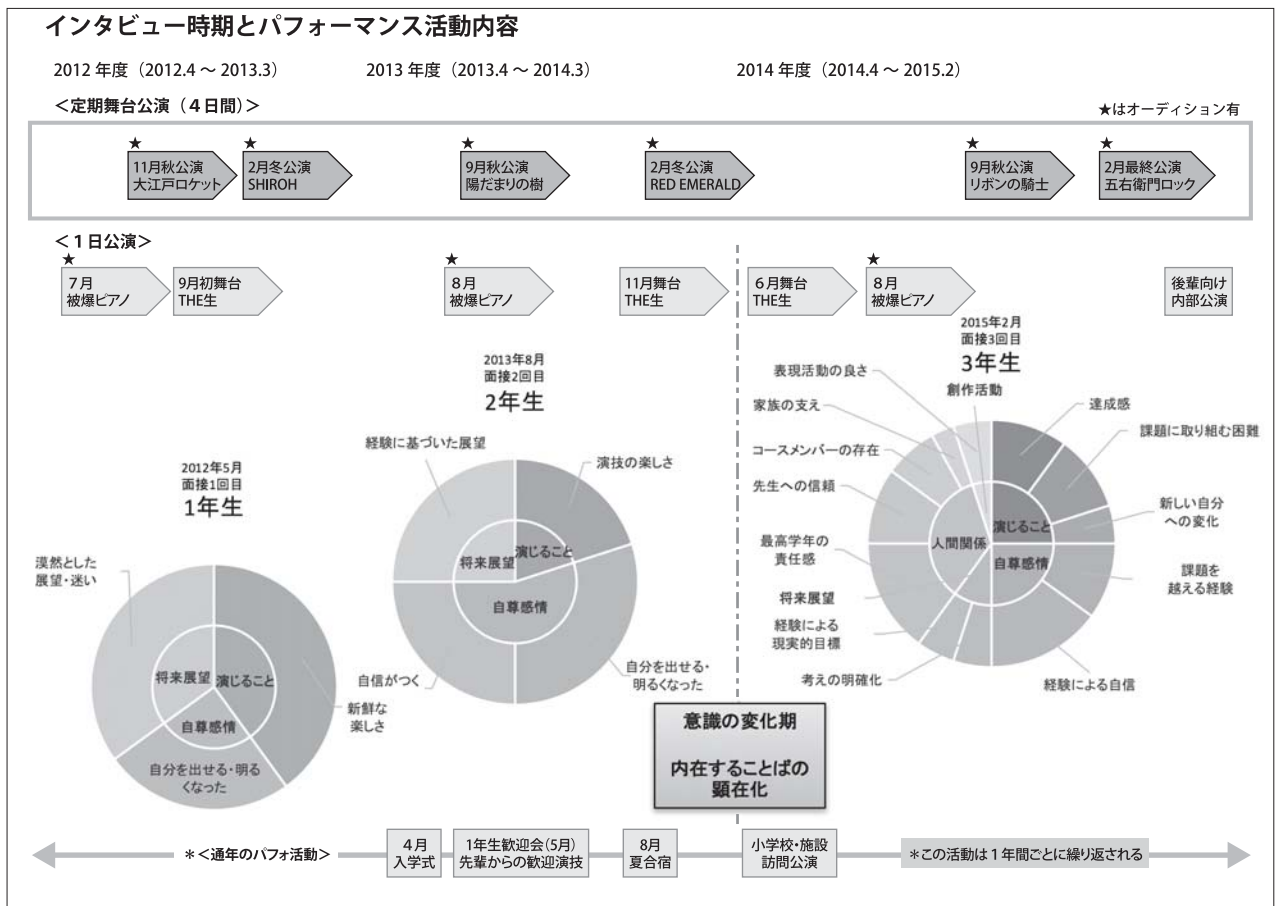 インタビュー時期とパフォーマンス活動内容
2012 年度（2012.4 ～ 2013.3）
2013 年度（2013.4 ～ 2014.3）
2014 年度（2014.4 ～ 2015.2）
＜定期舞台公演（４日間）＞
★はオーディション有
★
11月秋公演
大江戸ロケット
★
2月冬公演
SHIROH
★
9月秋公演
陽だまりの樹
★
2月冬公演
RED EMERALD
★
9月秋公演
リボンの騎士
★
2月最終公演
五右衛門ロック
＜１日公演＞
★
７月
被爆ピアノ
9月初舞台
THE生
★
８月
被爆ピアノ
11月舞台
THE生
６月舞台
THE生
★
８月
被爆ピアノ
後輩向け
内部公演
2012年5月
面接1回目
1年生
漠然とした
展望・迷い
将来展望
演じること
自尊感情
新鮮な
楽しさ
自分を出せる・明る
くなった
2013年8月
面接2回目
2年生
経験に基づいた展望
演技の楽しさ
将来展望
演じること
自尊感情
自信がつく
自分を出せる・
明るくなった
2015年2月
面接3回目
3年生
表現活動の良さ
創作活動
家族の支え
達成感
コースメンバーの存在
課題に取り組む困難
先生への信頼
新しい自分
への変化
最高学年の
責任感
人間関係
演じること
自尊感情
課題を
越える経験
将来展望
経験による
現実的目標
考えの明確化
経験による自信
意識の変化期
内在することばの
顕在化
＊＜通年のパフォ活動＞
４月
入学式
1年生歓迎会（5月）
先輩からの歓迎演技
８月
夏合宿
小学校・施設
訪問公演
＊この活動は１年間ごとに繰り返される